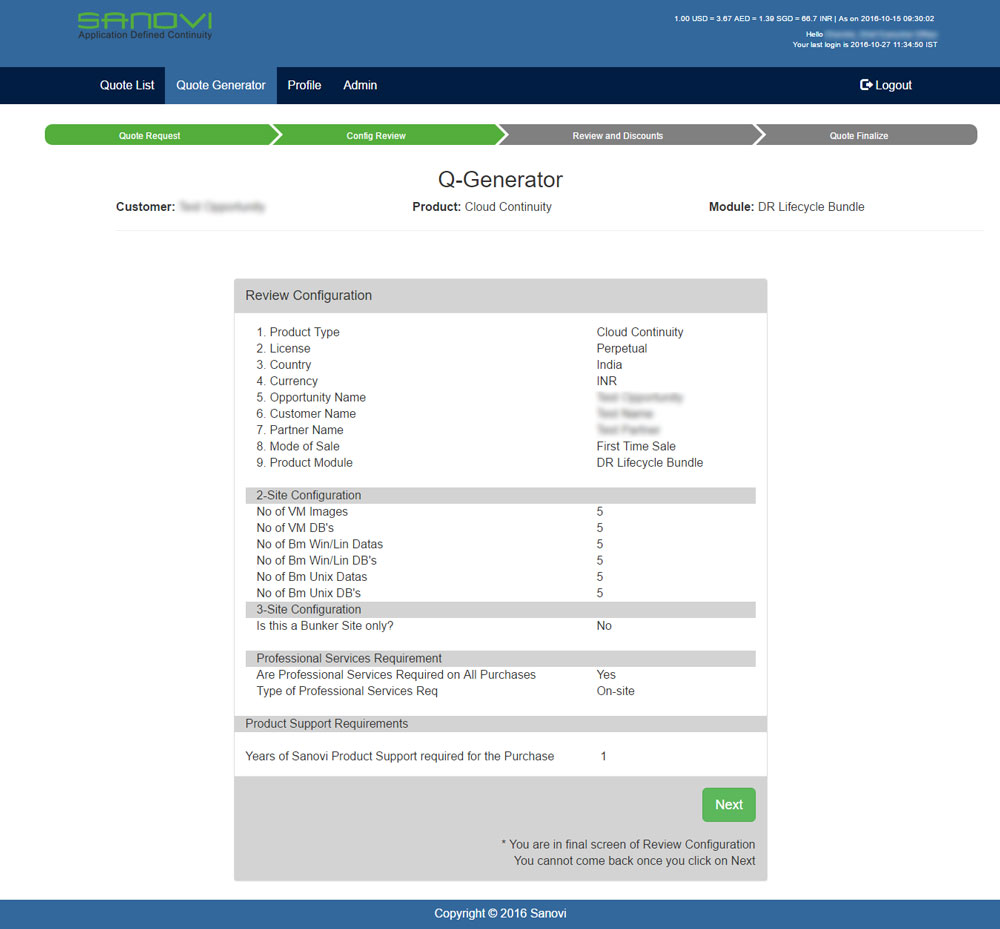 SANOVI
Application Defined Continuity
1.00 USD = 3.67 AED = 1.39 SGD = 66.7 INR | As on 2016-10-15 09:30:02
Hello
Your last login is 2016-10-27 11:34:50 IST
Quote List Quote Generator Profile Admin Logout
Quote Request Config Review Review and Discounts Quote Finalize
Q-Generator
Customer: Test Opportunity Product: Cloud Continuity Module: DR Lifecycle Bundle
Review Configuration
1. Product Type Cloud Continuity
2. License Perpetual
3. Country India
4. Currency INR
5. Opportunity Name Test Opportunity
6. Customer Name Test Name
7. Partner Name Test Partner
8. Mode of Sale First Time Sale
9. Product Module DR Lifecycle Bundle
2-Site Configuration
No of VM Images 5
No of VM DB's 5
No of Bm Win/Lin Datas 5
No of Bm Win/Lin DB's 5
No of Bm Unix Datas 5
No of Bm Unix DB's 5
3-Site Configuration
Is this a Bunker Site only? No
Professional Services Requirement
Are Professional Services Required on All Purchases Yes
Type of Professional Services Req On-site
Product Support Requirements
Years of Sanovi Product Support required for the Purchase 1
Next
* You are in final screen of Review Configuration
You cannot come back once you click on Next
Copyright © 2016 Sanovi